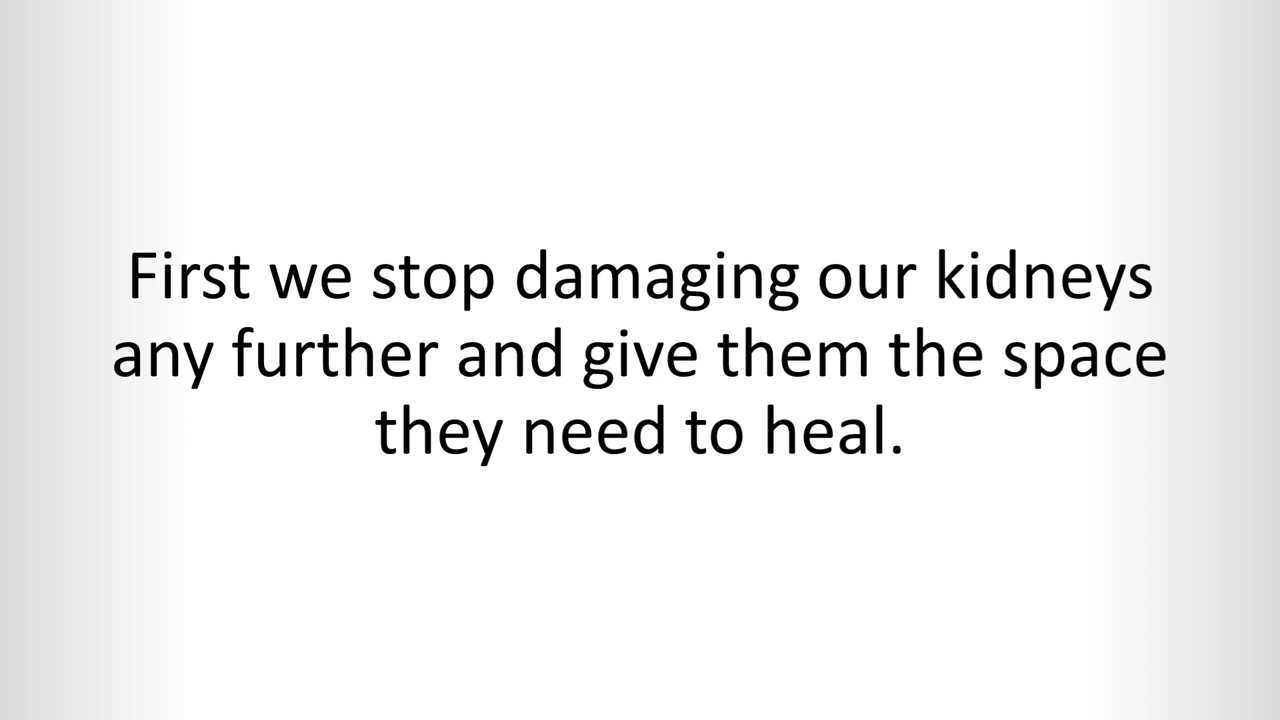 First we stop damaging our kidneys
any further and give them the space
they need to heal.